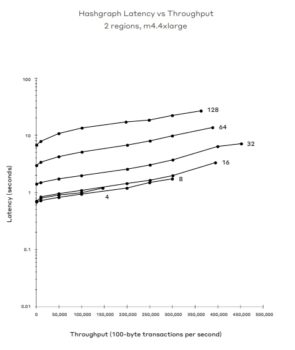 Hashgraph Latency vs Throughput
2 regions, m4.4xlarge
100
128
64
32
16
8
4
10
1
0.1
0.01
Latency (seconds)
0 50,000 100,000 150,000 200,000 250,000 300,000 350,000 400,000 450,000 500,000
Throughput (100-byte transactions per second)